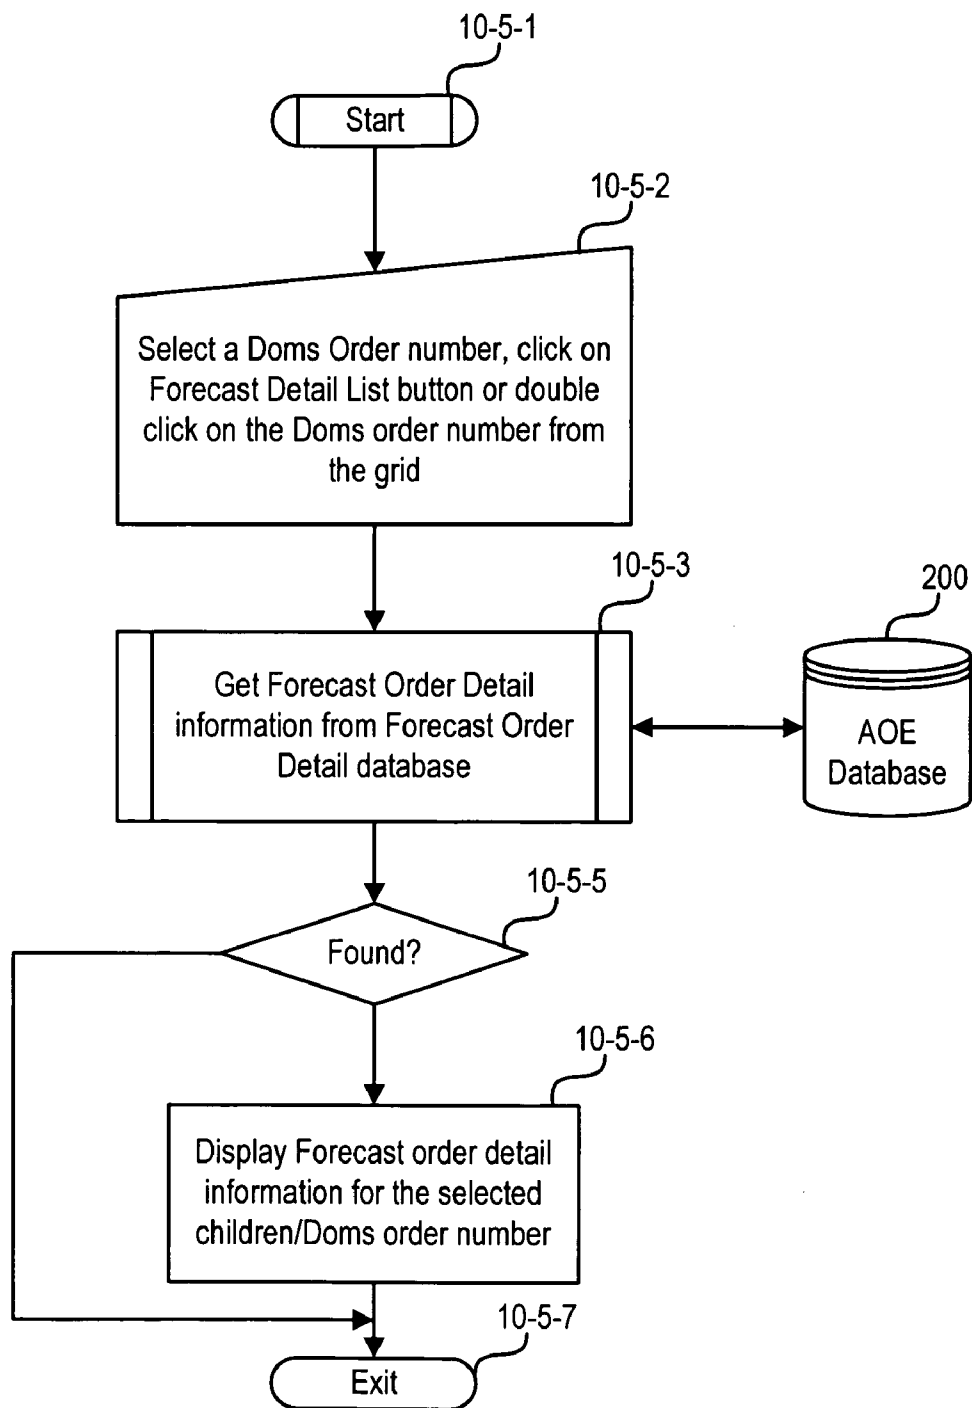 10-5-1
Start
10-5-2
Select a Doms Order number, click on
Forecast Detail List button or double
click on the Doms order number from
the grid
10-5-3
Get Forecast Order Detail
information from Forecast Order
Detail database
200
AOE
Database
10-5-5
Found?
10-5-6
Display Forecast order detail
information for the selected
children/Doms order number
10-5-7
Exit